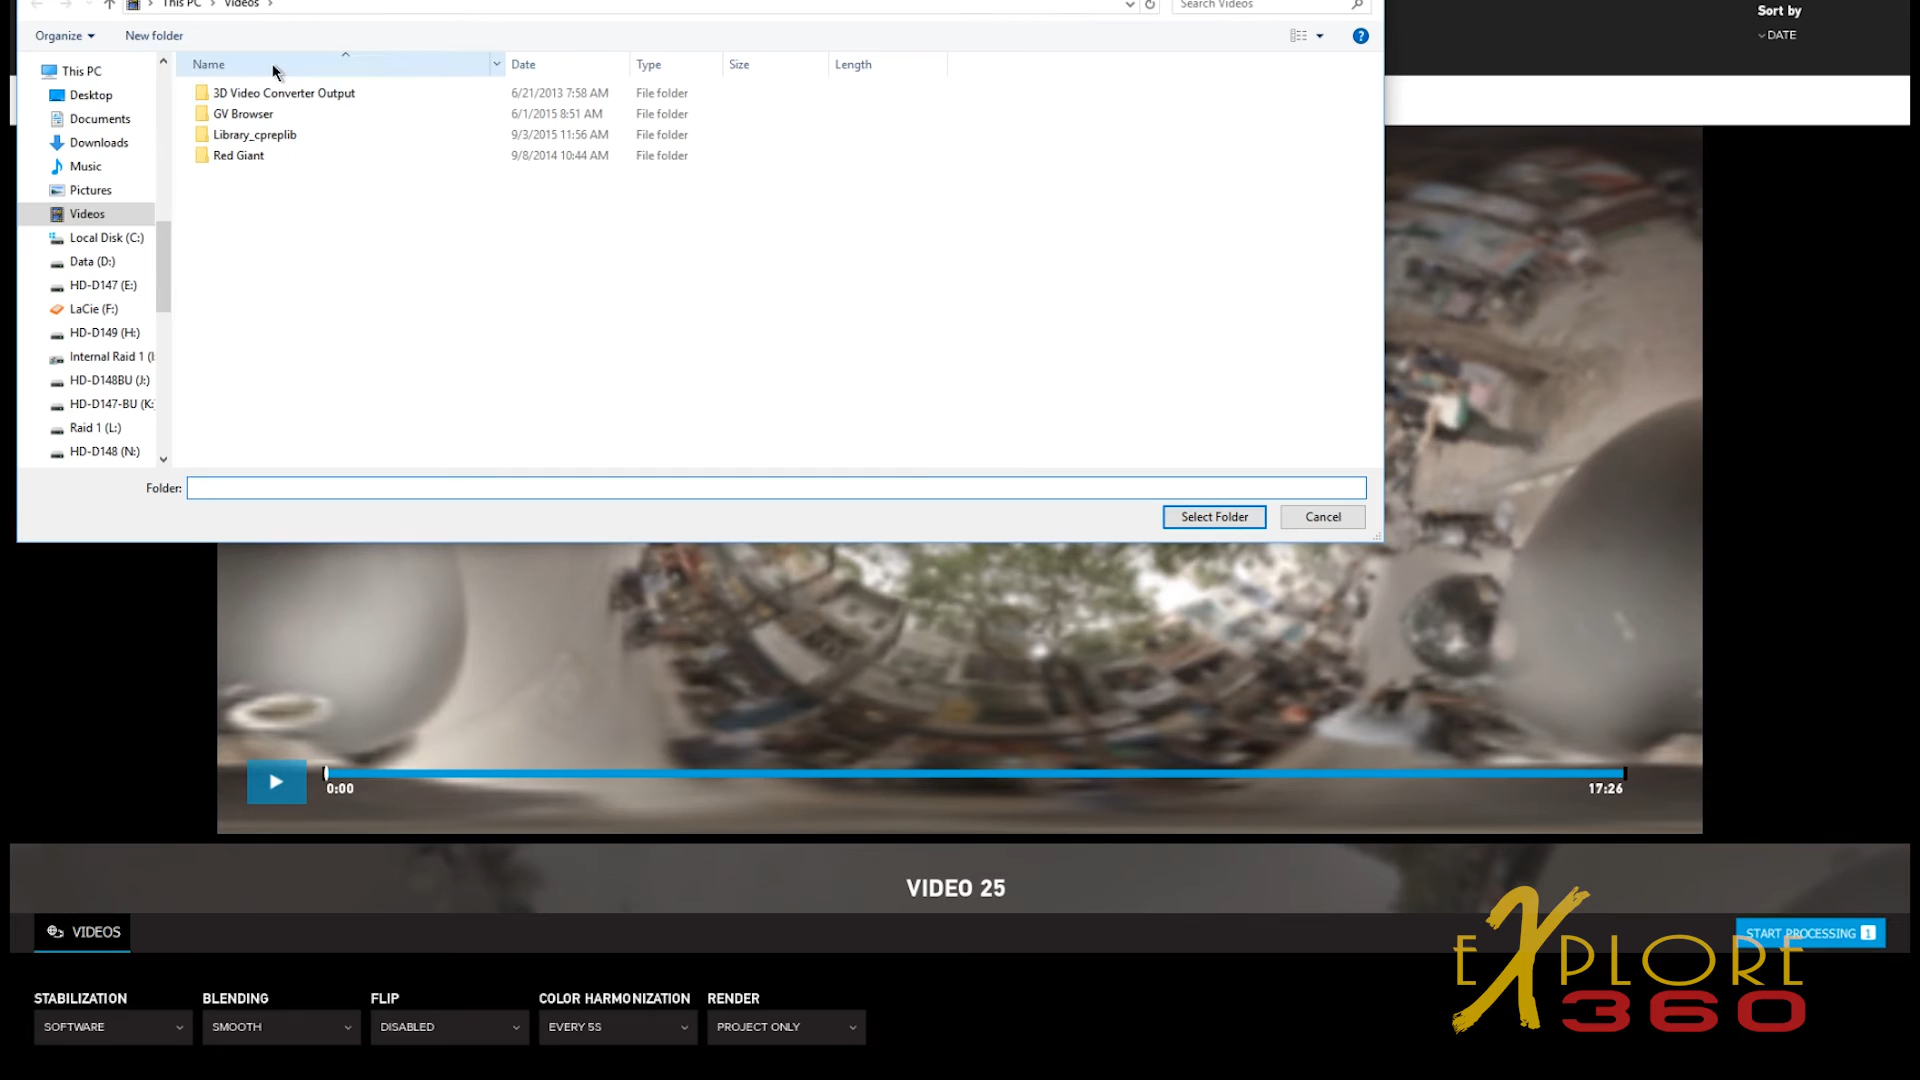 This PC > Videos >
Search Videos
Sort by
DATE
Organize
New folder
Name Date Type Size Length
This PC
Desktop
Documents
Downloads
Music
Pictures
Videos
Local Disk (C:)
Data (D:)
HD-D147 (E:)
LaCie (F:)
HD-D149 (H:)
Internal Raid 1 (I:
HD-D148BU (J:)
HD-D147-BU (K:
Raid 1 (L:)
HD-D148 (N:)
3D Video Converter Output 6/21/2013 7:58 AM File folder
GV Browser 6/1/2015 8:51 AM File folder
Library_cpreplib 9/3/2015 11:56 AM File folder
Red Giant 9/8/2014 10:44 AM File folder
Folder:
Select Folder Cancel
0:00 17:26
VIDEO 25
VIDEOS
START PROCESSING 1
STABILIZATION BLENDING FLIP COLOR HARMONIZATION RENDER
SOFTWARE SMOOTH DISABLED EVERY 5S PROJECT ONLY
EXPLORE
360